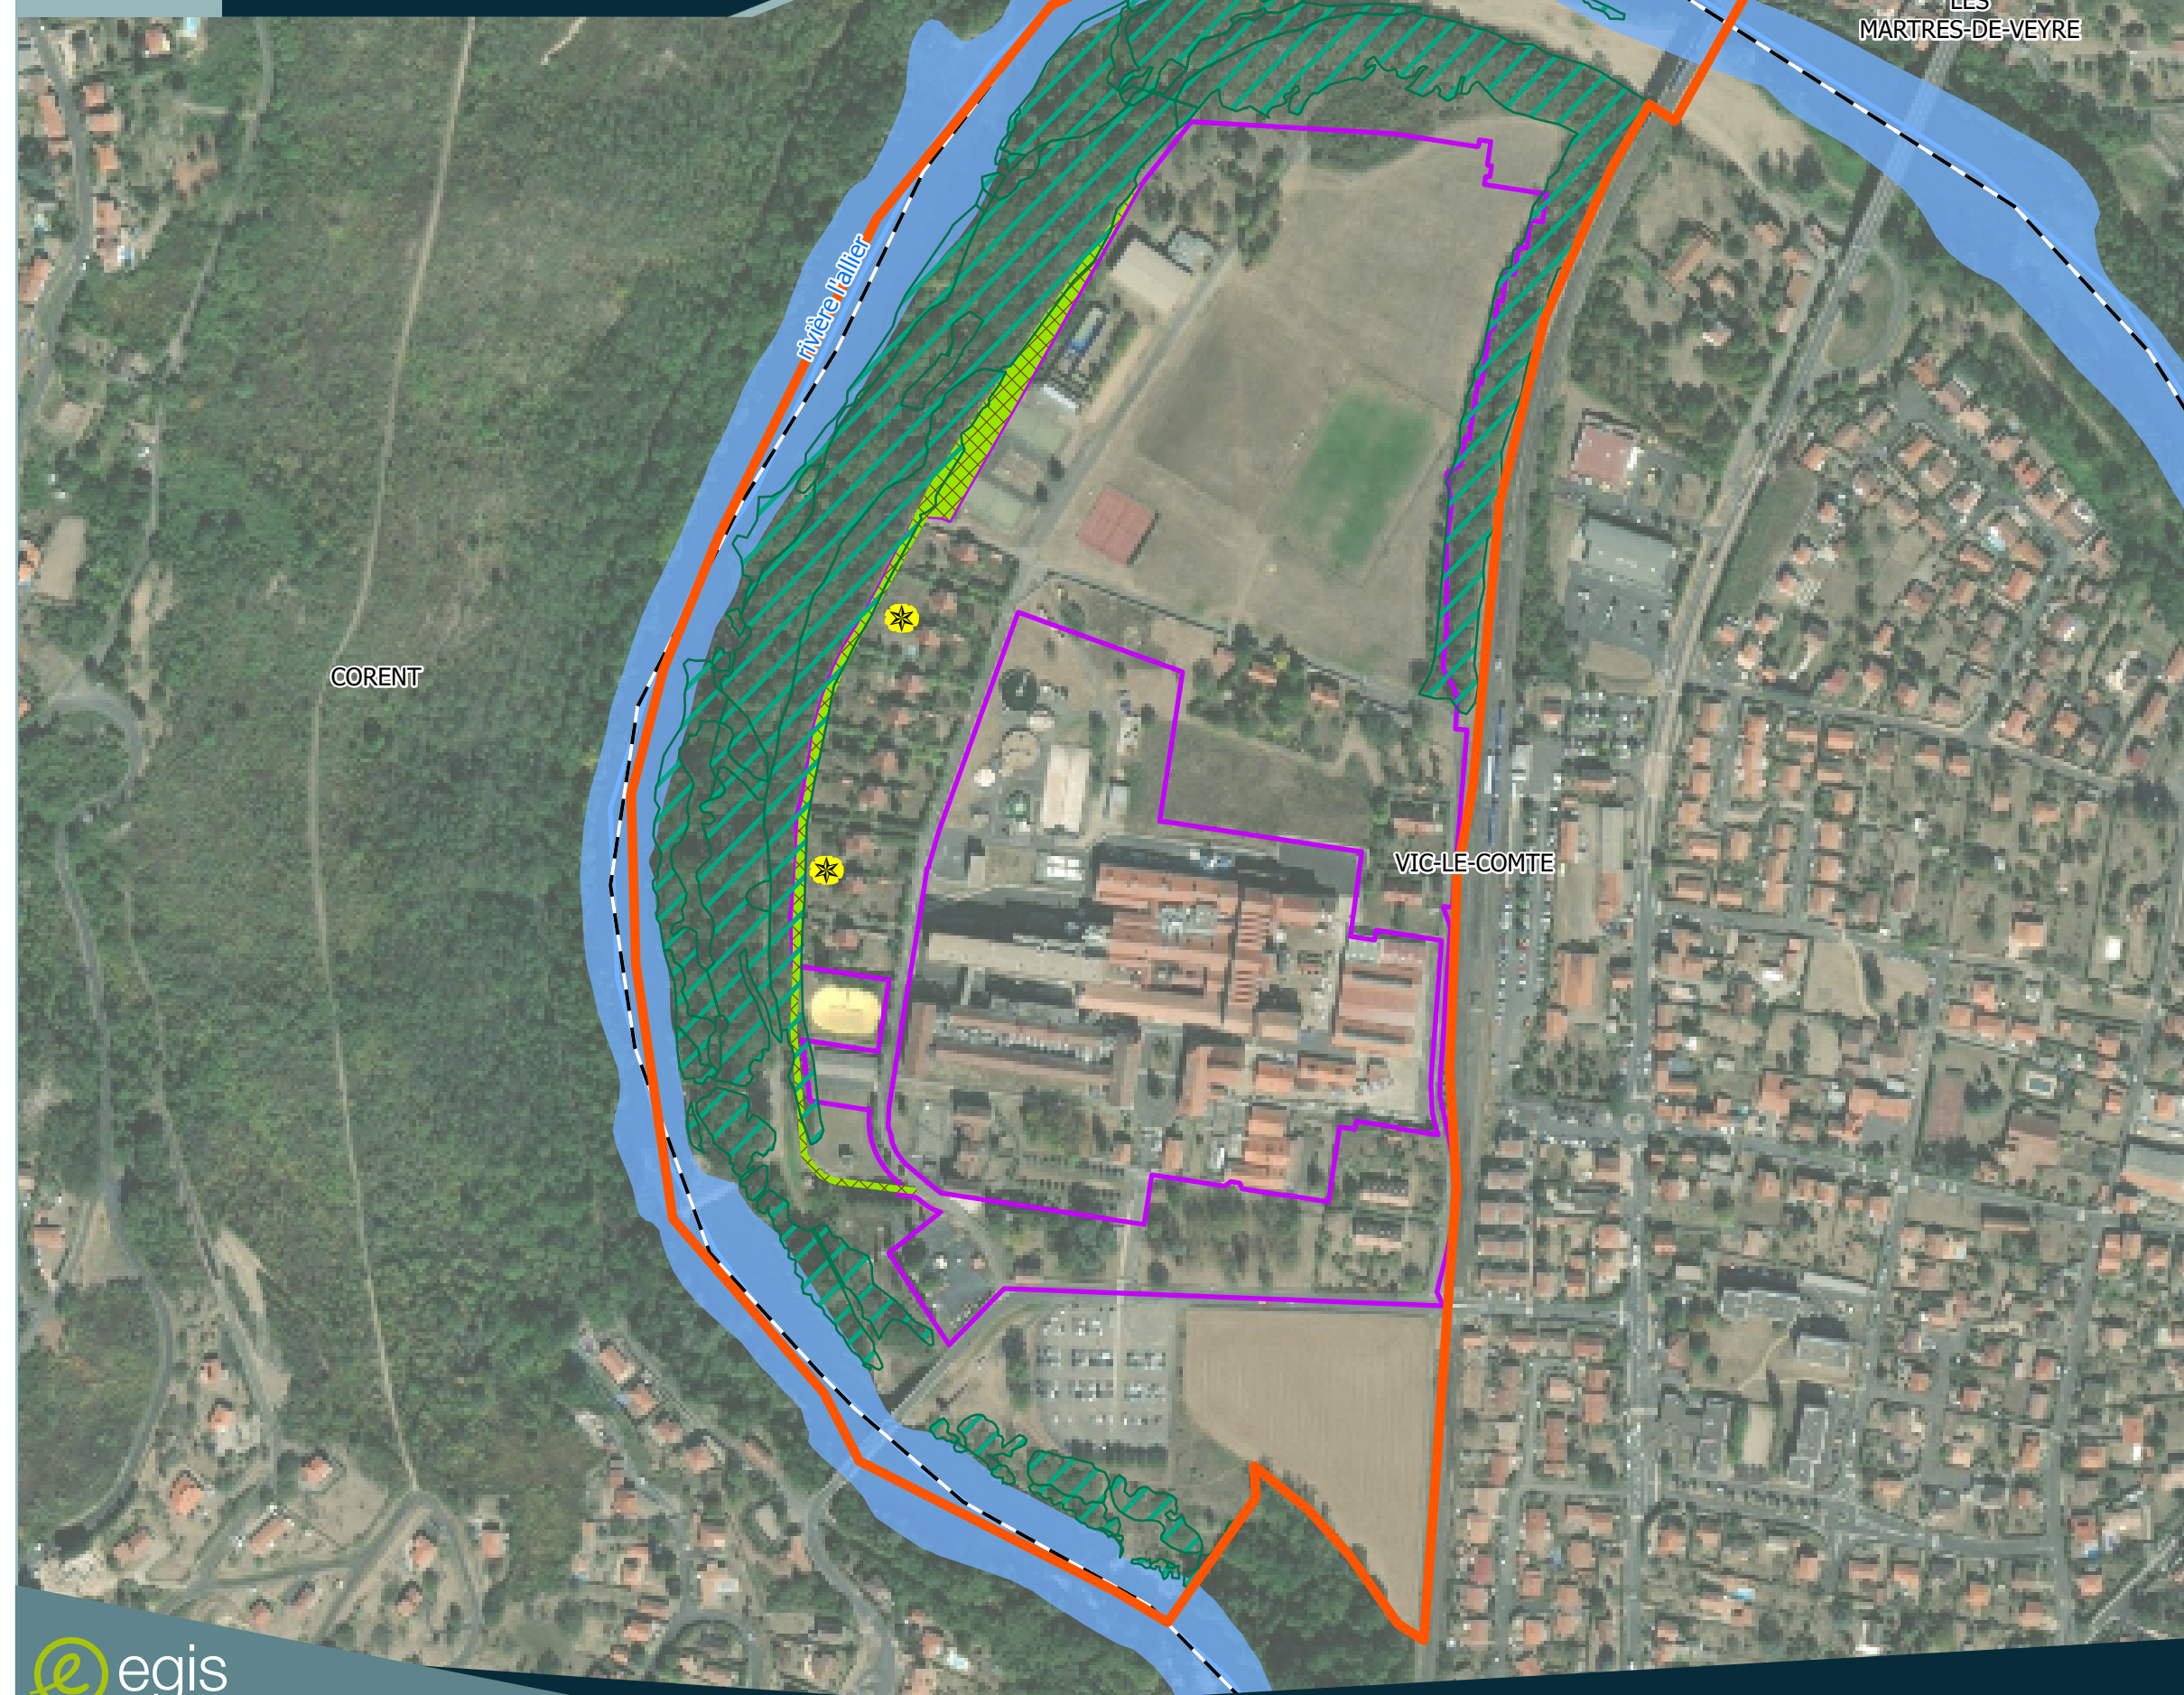 LES
MARTRES-DE-VEYRE
rivière l'allier
CORENT
VIC-LE-COMTE
egis